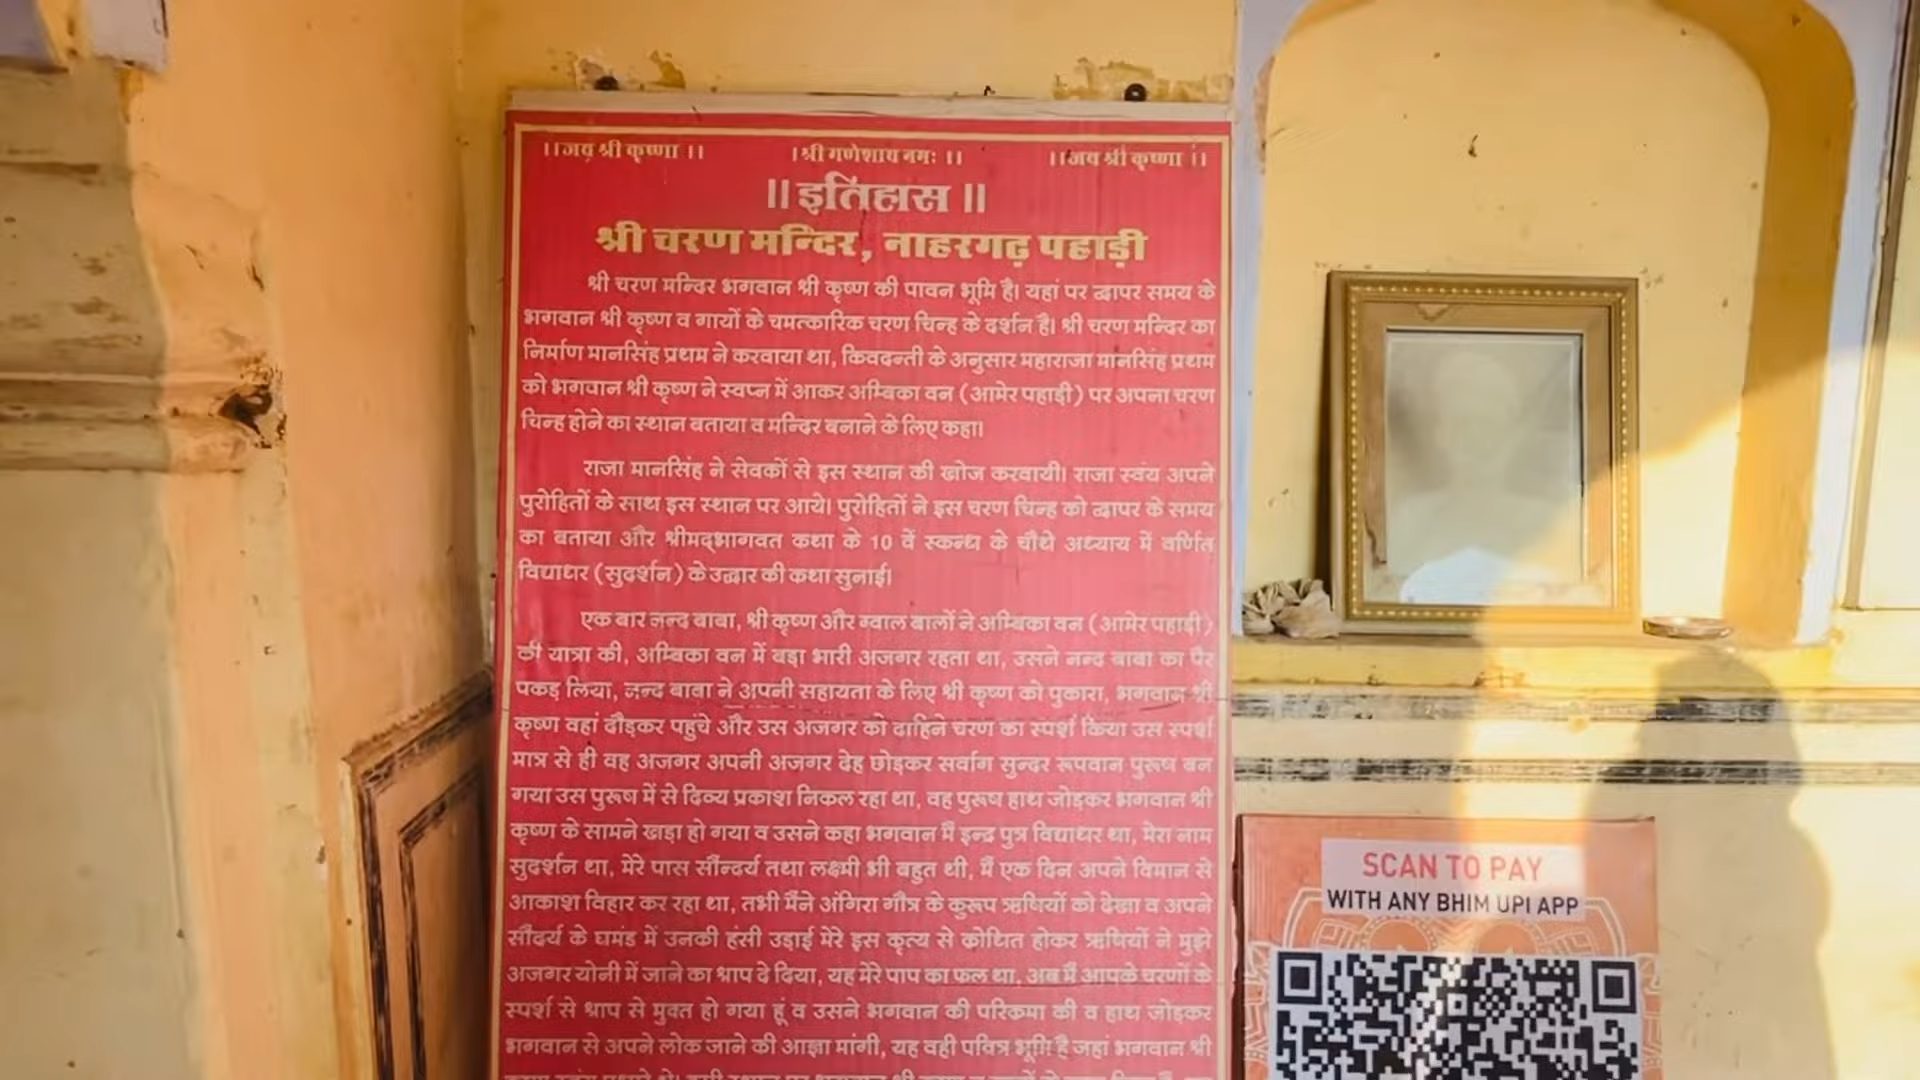 ।।जय श्री कृष्णा ।। ।श्री गणेशाय नमः ।। ।।जय श्री कृष्णा ।।
॥इतिहास॥
श्री चरण मन्दिर, नाहरगढ़ पहाड़ी
श्री चरण मन्दिर भगवान श्री कृष्ण की पावन भूमि है। यहां पर द्वापर समय के
भगवान श्री कृष्ण व गायों के चमत्कारिक चरण चिन्ह के दर्शन है। श्री चरण मन्दिर का
निर्माण मानसिंह प्रथम ने करवाया था, किवदन्ती के अनुसार महाराजा मानसिंह प्रथम
को भगवान श्री कृष्ण ने स्वप्न में आकर अम्बिका वन (आमेर पहाड़ी) पर अपना चरण
चिन्ह होने का स्थान बताया व मन्दिर बनाने के लिए कहा।
राजा मानसिंह ने सेवकों से इस स्थान की खोज करवायी। राजा स्वंय अपने
पुरोहितों के साथ इस स्थान पर आये। पुरोहितों ने इस चरण चिन्ह को द्वापर के समय
का बताया और श्रीमद्भागवत कथा के 10 वें स्कन्ध के चौथे अध्याय में वर्णित
विद्याधर (सुदर्शन) के उद्धार की कथा सुनाई।
एक बार नन्द बाबा, श्री कृष्ण और ग्वाल बालों ने अम्बिका वन (आमेर पहाड़ी)
की यात्रा की, अम्बिका वन में बड़ा भारी अजगर रहता था, उसने नन्द बाबा का पैर
पकड़ लिया, नन्द बाबा ने अपनी सहायता के लिए श्री कृष्ण को पुकारा, भगवान श्री
कृष्ण वहां दौड़कर पहुंचे और उस अजगर को दाहिने चरण का स्पर्श किया उस स्पर्श
मात्र से ही वह अजगर अपनी अजगर देह छोड़कर सर्वांग सुन्दर रूपवान पुरूष बन
गया उस पुरूष में से दिव्य प्रकाश निकल रहा था, वह पुरूष हाथ जोड़कर भगवान श्री
कृष्ण के सामने खड़ा हो गया व उसने कहा भगवान मैं इन्द्र पुत्र विद्याधर था, मेरा नाम
सुदर्शन था, मेरे पास सौंन्दर्य तथा लक्ष्मी भी बहुत थी, मैं एक दिन अपने विमान से
आकाश विहार कर रहा था, तभी मैंने अंगिरा गौत्र के कुरूप ऋषियों को देखा व अपने
सौंदर्य के घमंड में उनकी हंसी उड़ाई मेरे इस कृत्य से क्रोधित होकर ऋषियों ने मुझे
अजगर योनी में जाने का श्राप दे दिया, यह मेरे पाप का फल था, अब मैं आपके चरणों के
स्पर्श से श्राप से मुक्त हो गया हूं व उसने भगवान की परिकमा की व हाथ जोड़कर
भगवान से अपने लोक जाने की आज्ञा मांगी, यह वही पवित्र भूमि है जहां भगवान श्री
SCAN TO PAY
WITH ANY BHIM UPI APP